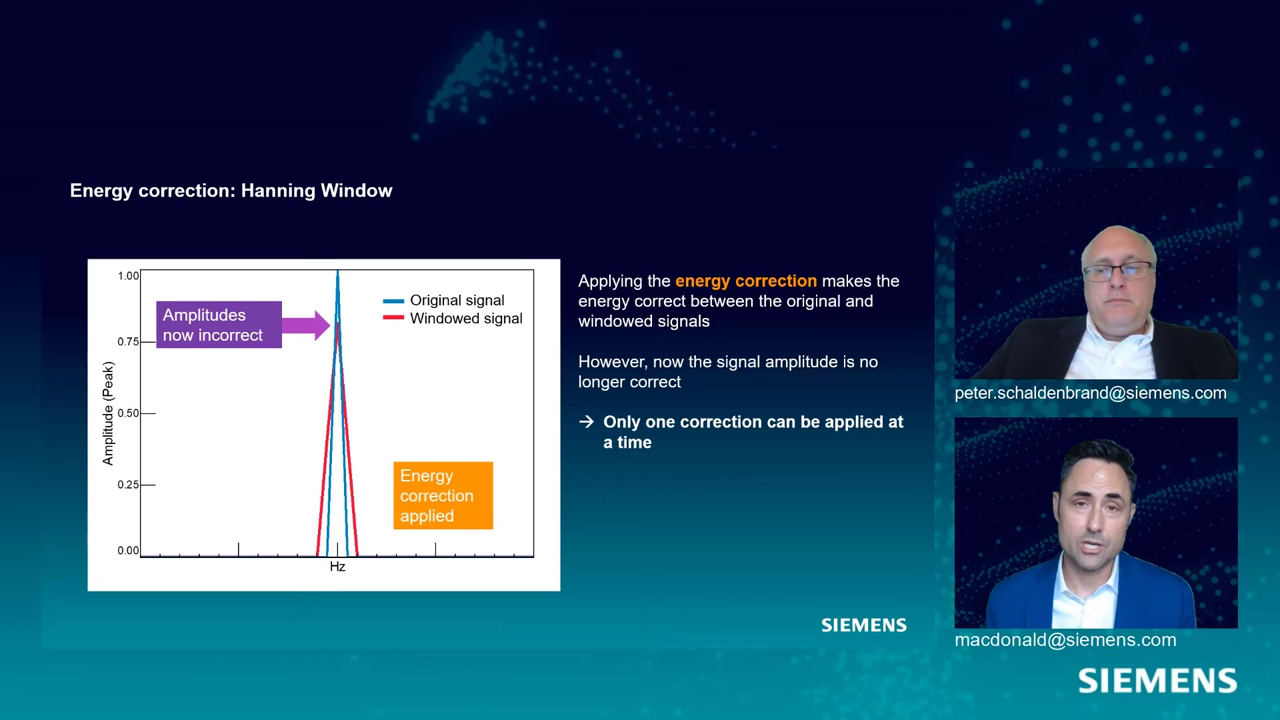 Energy correction: Hanning Window
1.00
0.75
0.50
0.25
0.00
Amplitude (Peak)
Hz
Original signal
Windowed signal
Amplitudes
now incorrect
Energy
correction
applied
Applying the energy correction makes the
energy correct between the original and
windowed signals
However, now the signal amplitude is no
longer correct
→ Only one correction can be applied at
a time
SIEMENS
peter.schaldenbrand@siemens.com
macdonald@siemens.com
SIEMENS